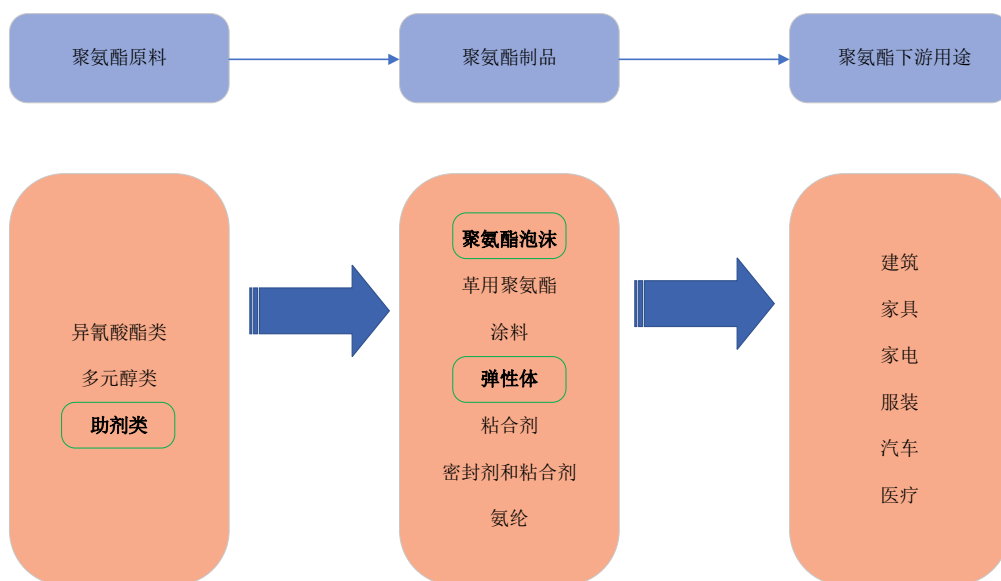 聚氨酯原料
聚氨酯制品
聚氨酯下游用途
异氰酸酯类
多元醇类
助剂类
聚氨酯泡沫
革用聚氨酯
涂料
弹性体
粘合剂
密封剂和粘合剂
氨纶
建筑
家具
家电
服装
汽车
医疗